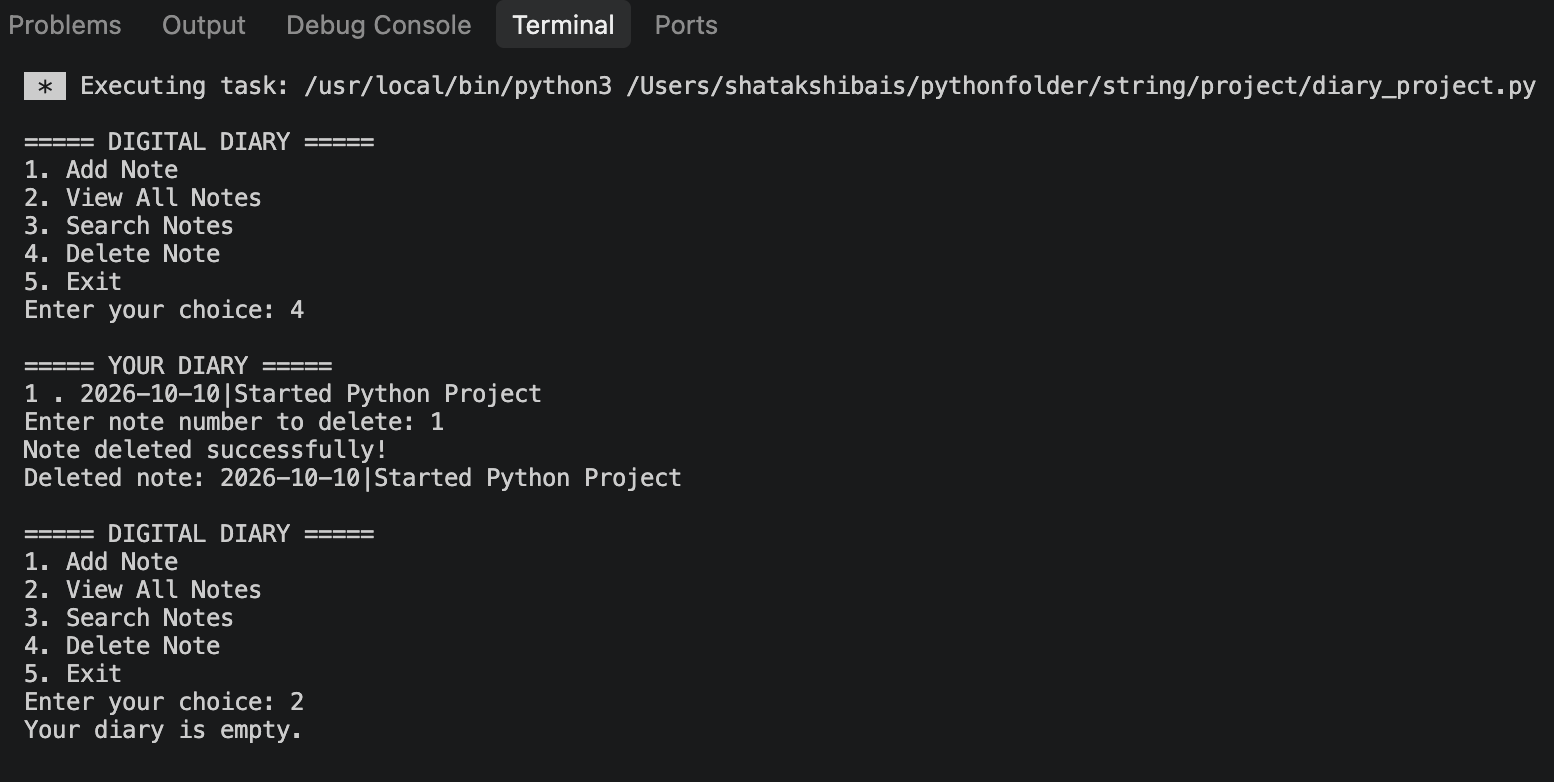 Problems Output Debug Console Terminal Ports
* Executing task: /usr/local/bin/python3 /Users/shatakshibais/pythonfolder/string/project/diary_project.py
===== DIGITAL DIARY =====
1. Add Note
2. View All Notes
3. Search Notes
4. Delete Note
5. Exit
Enter your choice: 4
===== YOUR DIARY =====
1 . 2026-10-10|Started Python Project
Enter note number to delete: 1
Note deleted successfully!
Deleted note: 2026-10-10|Started Python Project
===== DIGITAL DIARY =====
1. Add Note
2. View All Notes
3. Search Notes
4. Delete Note
5. Exit
Enter your choice: 2
Your diary is empty.